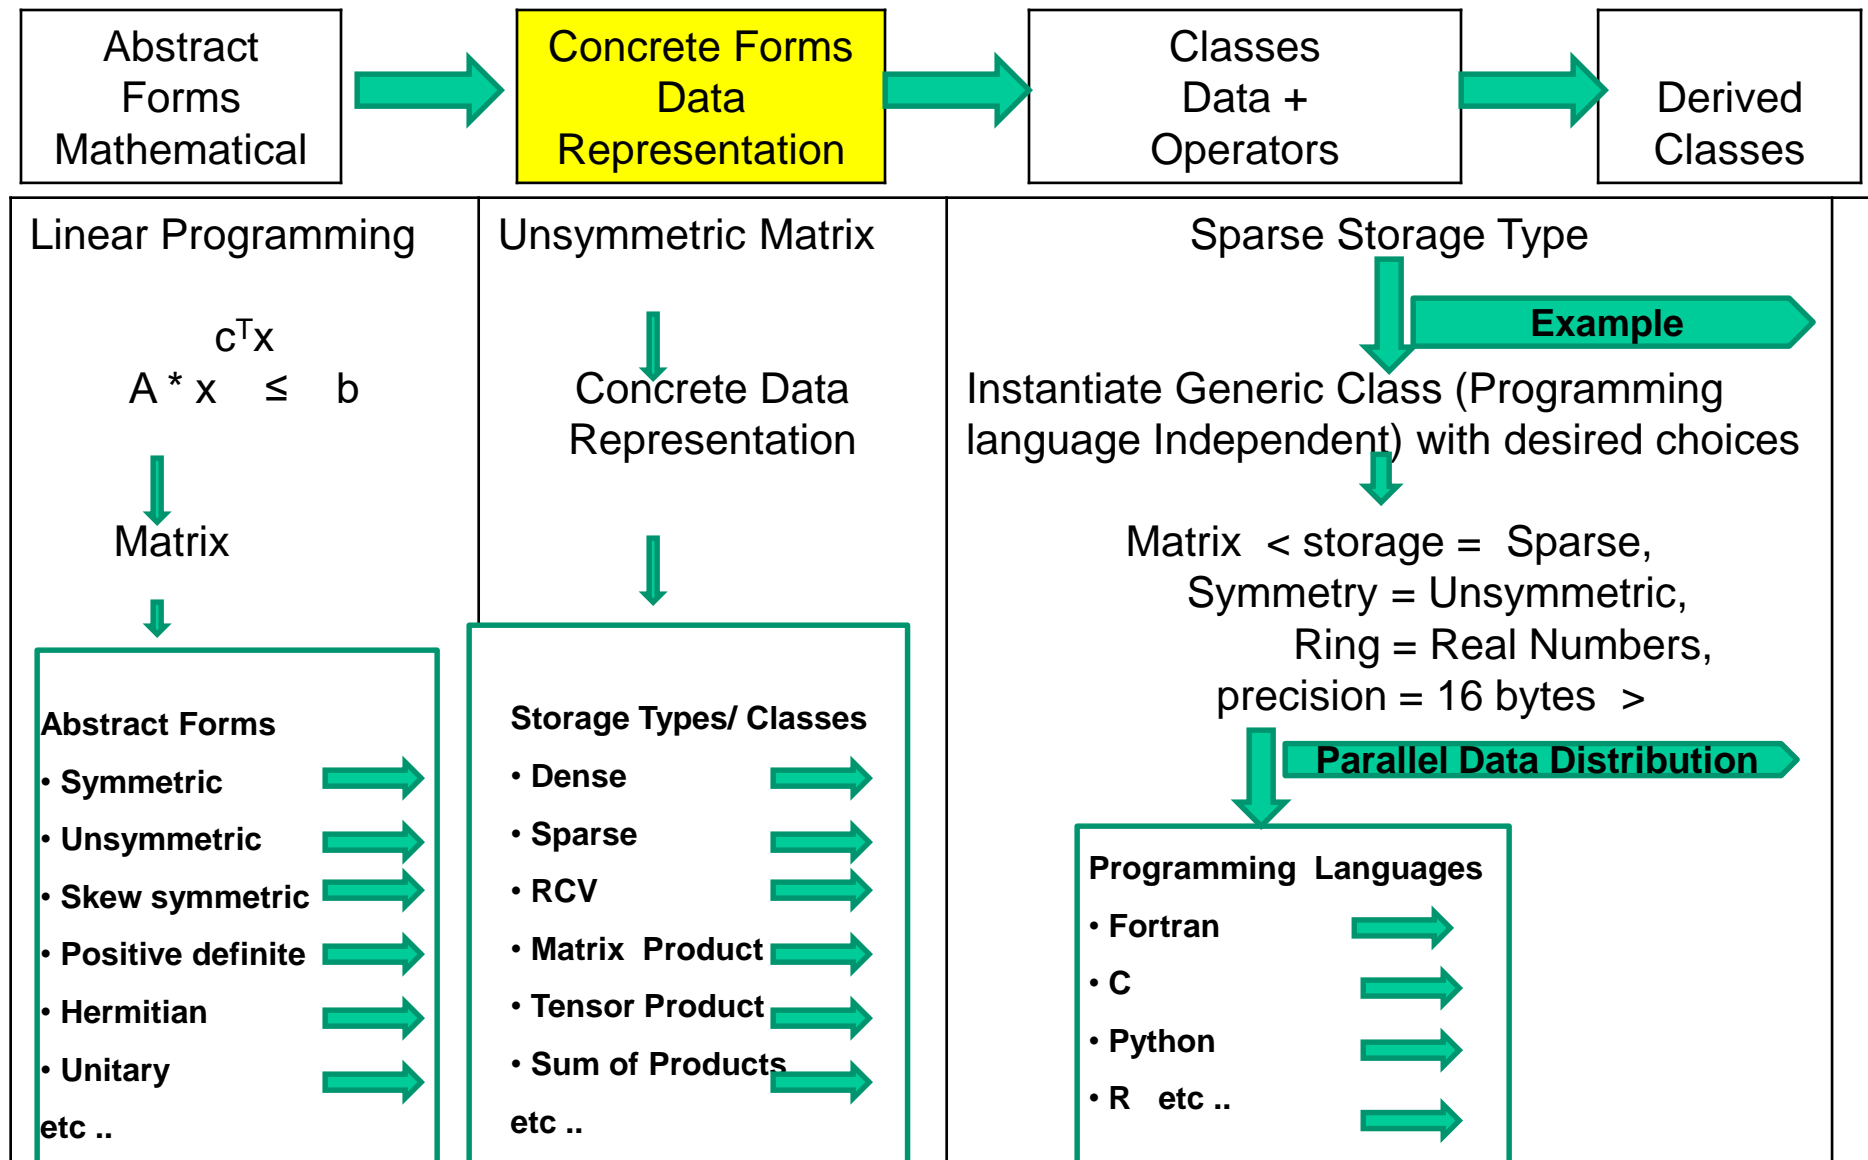 Abstract
Forms
Mathematical
Concrete Forms
Data
Representation
Classes
Data +
Operators
Derived
Classes
Linear Programming
cᵀx
A * x ≤ b
Matrix
Abstract Forms
• Symmetric
• Unsymmetric
• Skew symmetric
• Positive definite
• Hermitian
• Unitary
etc ..
Unsymmetric Matrix
Concrete Data
Representation
Storage Types/ Classes
• Dense
• Sparse
• RCV
• Matrix Product
• Tensor Product
• Sum of Products
etc ..
Sparse Storage Type
Example
Instantiate Generic Class (Programming
language Independent) with desired choices
Matrix < storage = Sparse,
Symmetry = Unsymmetric,
Ring = Real Numbers,
precision = 16 bytes >
Parallel Data Distribution
Programming Languages
• Fortran
• C
• Python
• R etc ..